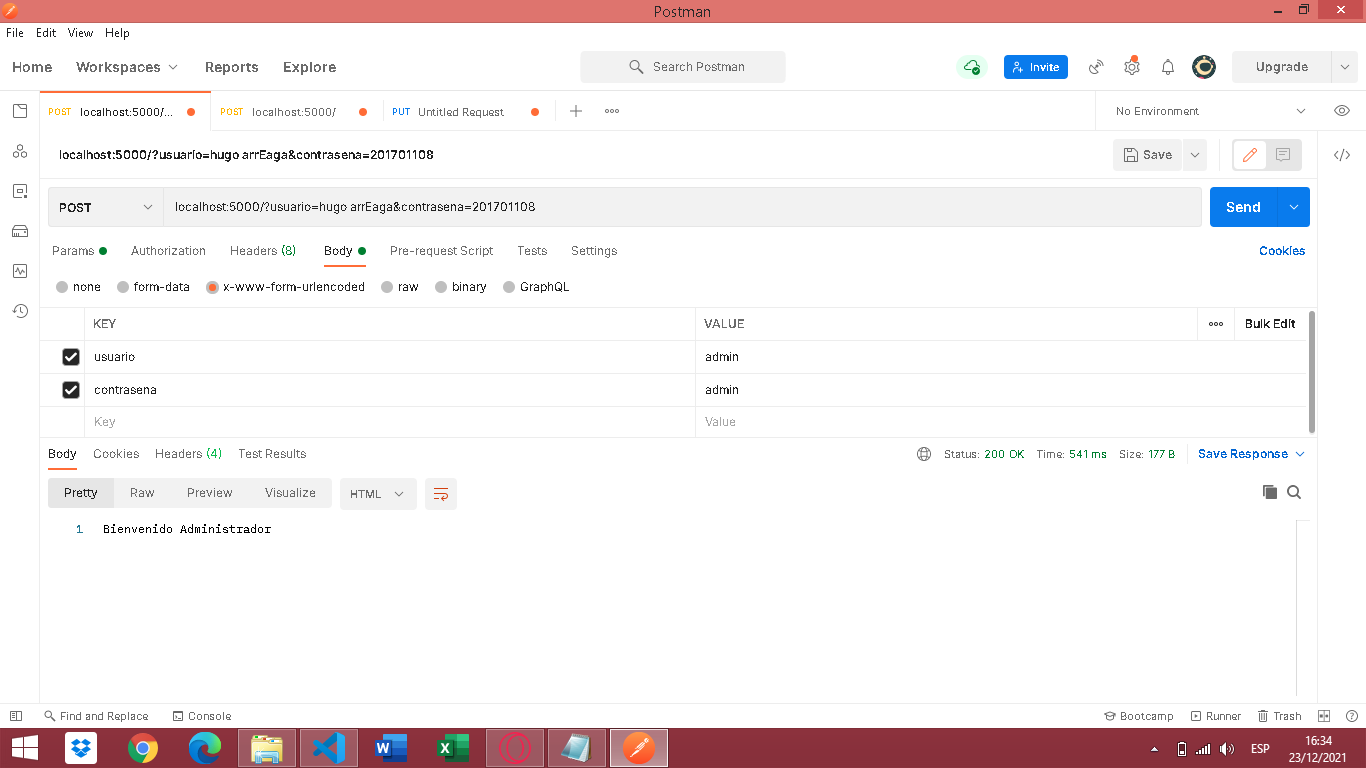 Postman
File Edit View Help
Home Workspaces Reports Explore Search Postman Invite Upgrade
POST localhost:5000/... POST localhost:5000/ PUT Untitled Request No Environment
localhost:5000/?usuario=hugo arrEaga&contrasena=201701108 Save
POST localhost:5000/?usuario=hugo arrEaga&contrasena=201701108 Send
Params Authorization Headers (8) Body Pre-request Script Tests Settings Cookies
none form-data x-www-form-urlencoded raw binary GraphQL
KEY VALUE Bulk Edit
usuario admin
contrasena admin
Key Value
Body Cookies Headers (4) Test Results Status: 200 OK Time: 541 ms Size: 177 B Save Response
Pretty Raw Preview Visualize HTML
1 Bienvenido Administrador
Find and Replace Console Bootcamp Runner Trash
ESP 16:34
23/12/2021